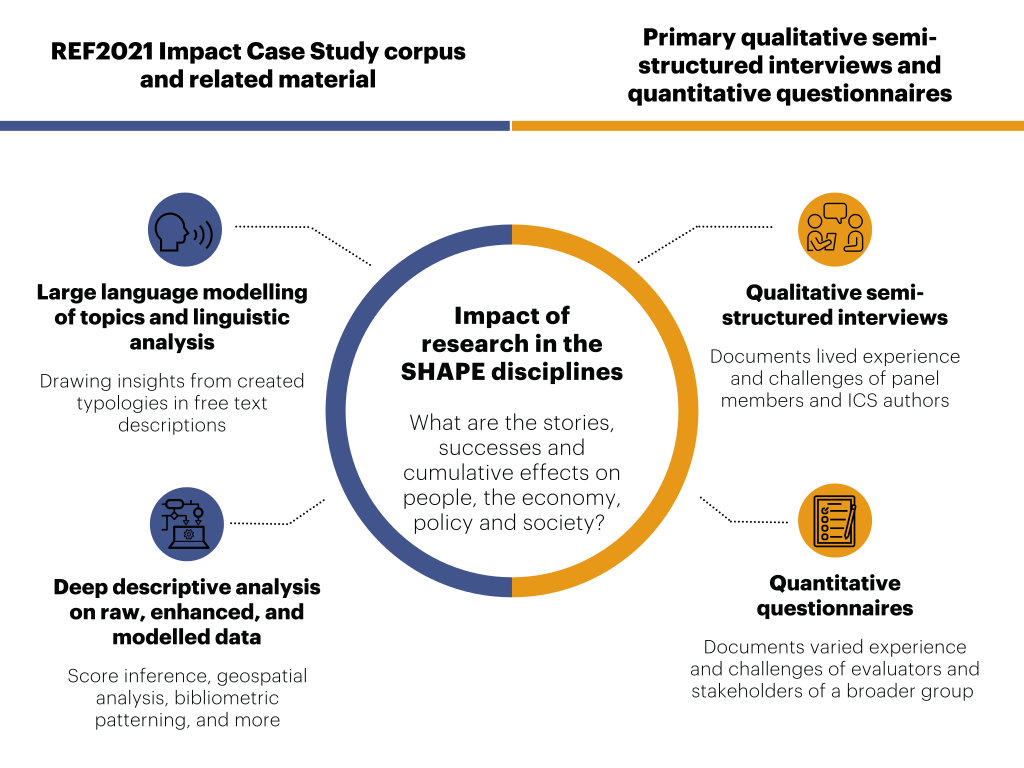 REF2021 Impact Case Study corpus
and related material
Primary qualitative semi-
structured interviews and
quantitative questionnaires
Large language modelling
of topics and linguistic
analysis
Drawing insights from created
typologies in free text
descriptions
Deep descriptive analysis
on raw, enhanced, and
modelled data
Score inference, geospatial
analysis, bibliometric
patterning, and more
Impact of
research in the
SHAPE disciplines
What are the stories,
successes and
cumulative effects on
people, the economy,
policy and society?
Qualitative semi-
structured interviews
Documents lived experience
and challenges of panel
members and ICS authors
Quantitative
questionnaires
Documents varied experience
and challenges of evaluators and
stakeholders of a broader group